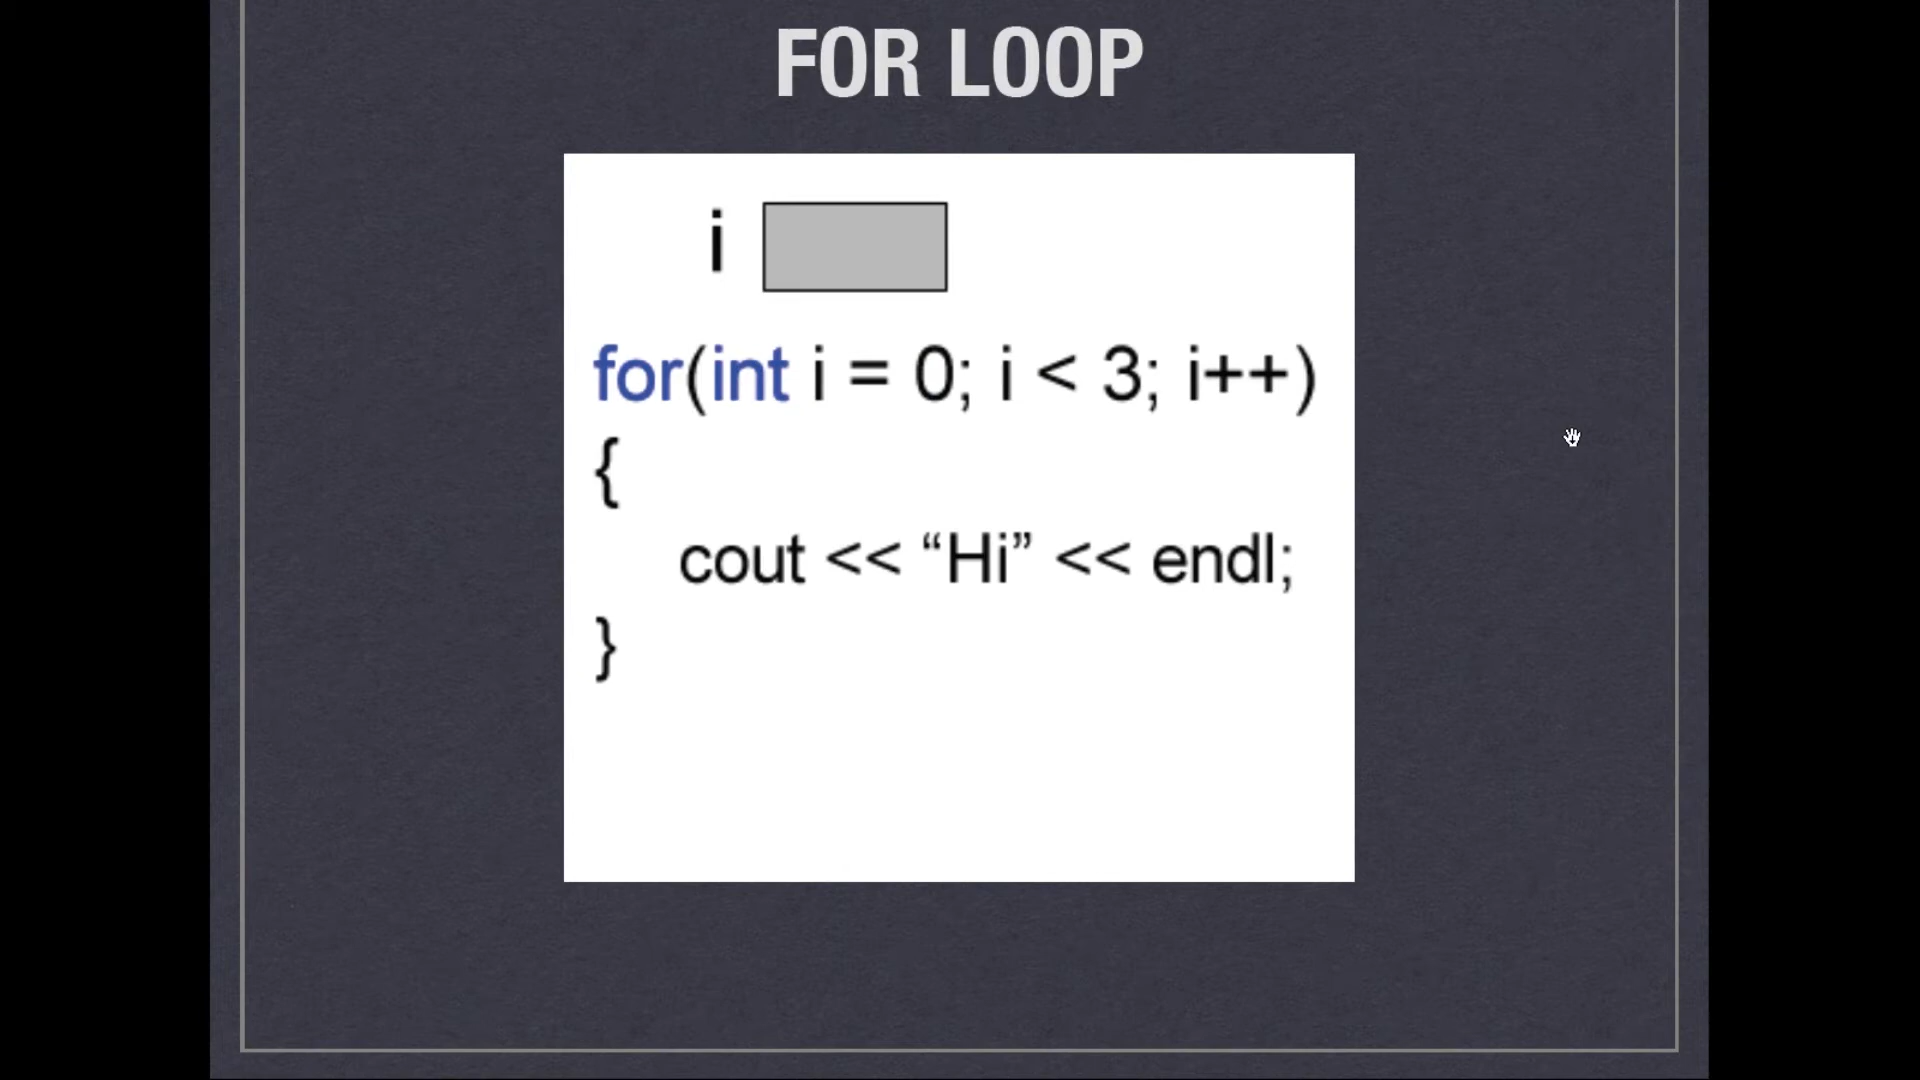 FOR LOOP
i
for(int i = 0; i < 3; i++)
{
cout << “Hi” << endl;
}